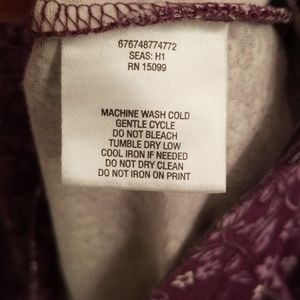 676748774772
SEAS: H1
RN 15099
MACHINE WASH COLD
GENTLE CYCLE
DO NOT BLEACH
TUMBLE DRY LOW
COOL IRON IF NEEDED
DO NOT DRY CLEAN
DO NOT IRON ON PRINT